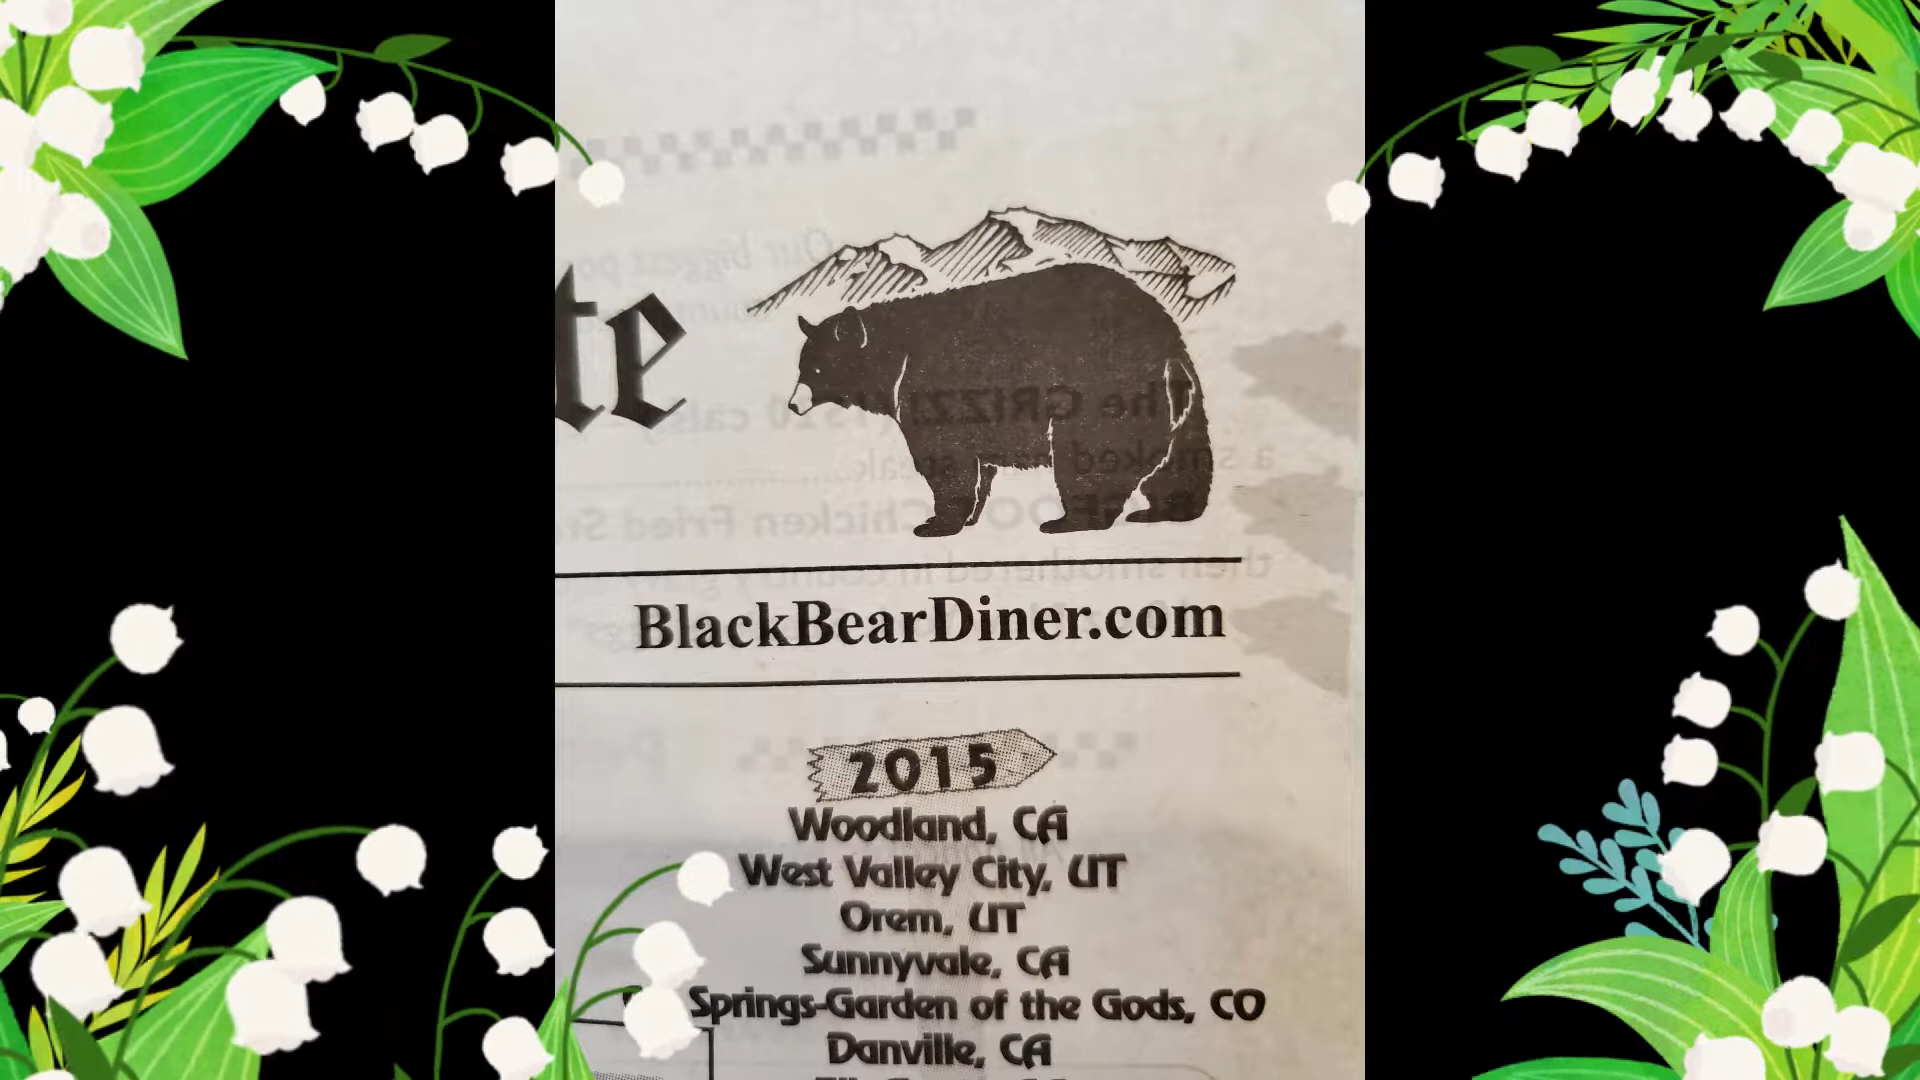 te
BlackBearDiner.com
2015
Woodland, CA
West Valley City, UT
Orem, UT
Sunnyvale, CA
Springs-Garden of the Gods, CO
Danville, CA